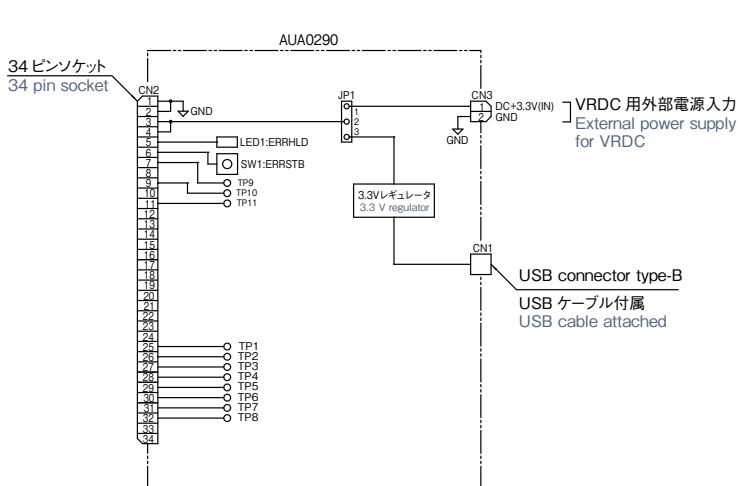 AUA0290
34 ピンソケット
34 pin socket
CN2
1
2
3
4
5
6
7
8
9
10
11
12
13
14
15
16
17
18
19
20
21
22
23
24
25
26
27
28
29
30
31
32
33
34
GND
LED1:ERRHLD
SW1:ERRSTB
TP9
TP10
TP11
TP1
TP2
TP3
TP4
TP5
TP6
TP7
TP8
JP1
1
2
3
3.3Vレギュレータ
3.3 V regulator
CN3
1
2
DC+3.3V(IN)
GND
GND
VRDC 用外部電源入力
External power supply
for VRDC
CN1
USB connector type-B
USB ケーブル付属
USB cable attached